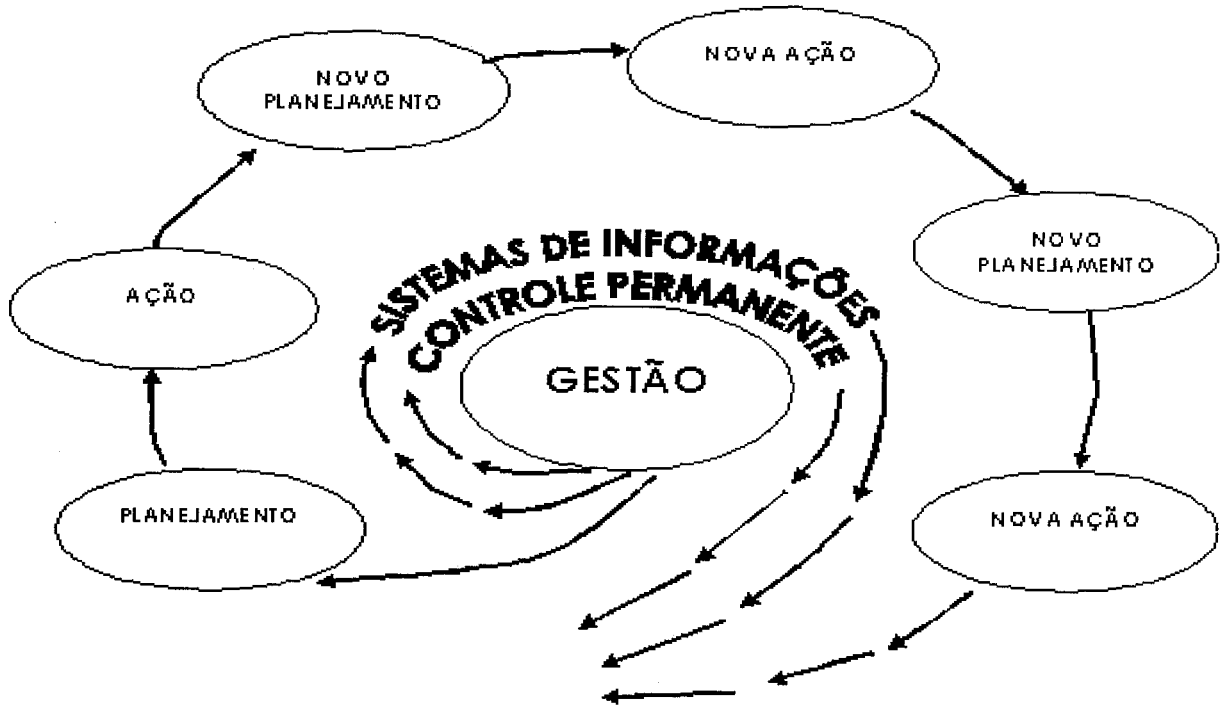 NOVO
PLANEJAMENTO
NOVA AÇÃO
AÇÃO
NOVO
PLANEJAMENTO
SISTEMAS DE INFORMAÇÕES
CONTROLE PERMANENTE
GESTÃO
PLANEJAMENTO
NOVA AÇÃO